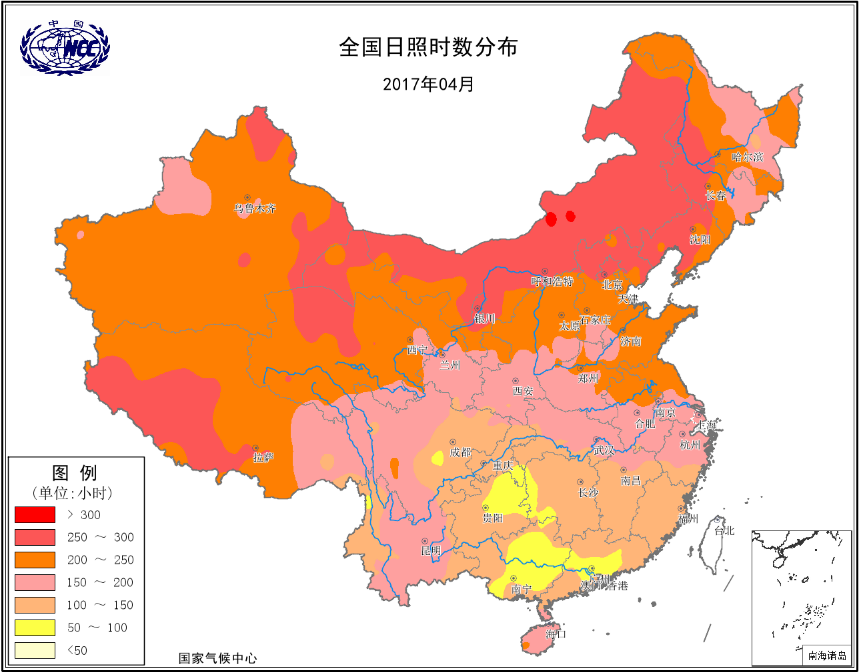 中国
NCC
全国日照时数分布
2017年04月
哈尔滨
长春
乌鲁木齐
沈阳
呼和浩特
北京
天津
银川
太原
石家庄
济南
西宁
兰州
郑州
西安
南京
合肥
上海
拉萨
成都
武汉
杭州
重庆
南昌
长沙
贵阳
福州
台北
昆明
广州
南宁
澳门
香港
海口
图 例
(单位:小时)
> 300
250 ～ 300
200 ～ 250
150 ～ 200
100 ～ 150
50 ～ 100
<50
南海诸岛
国家气候中心